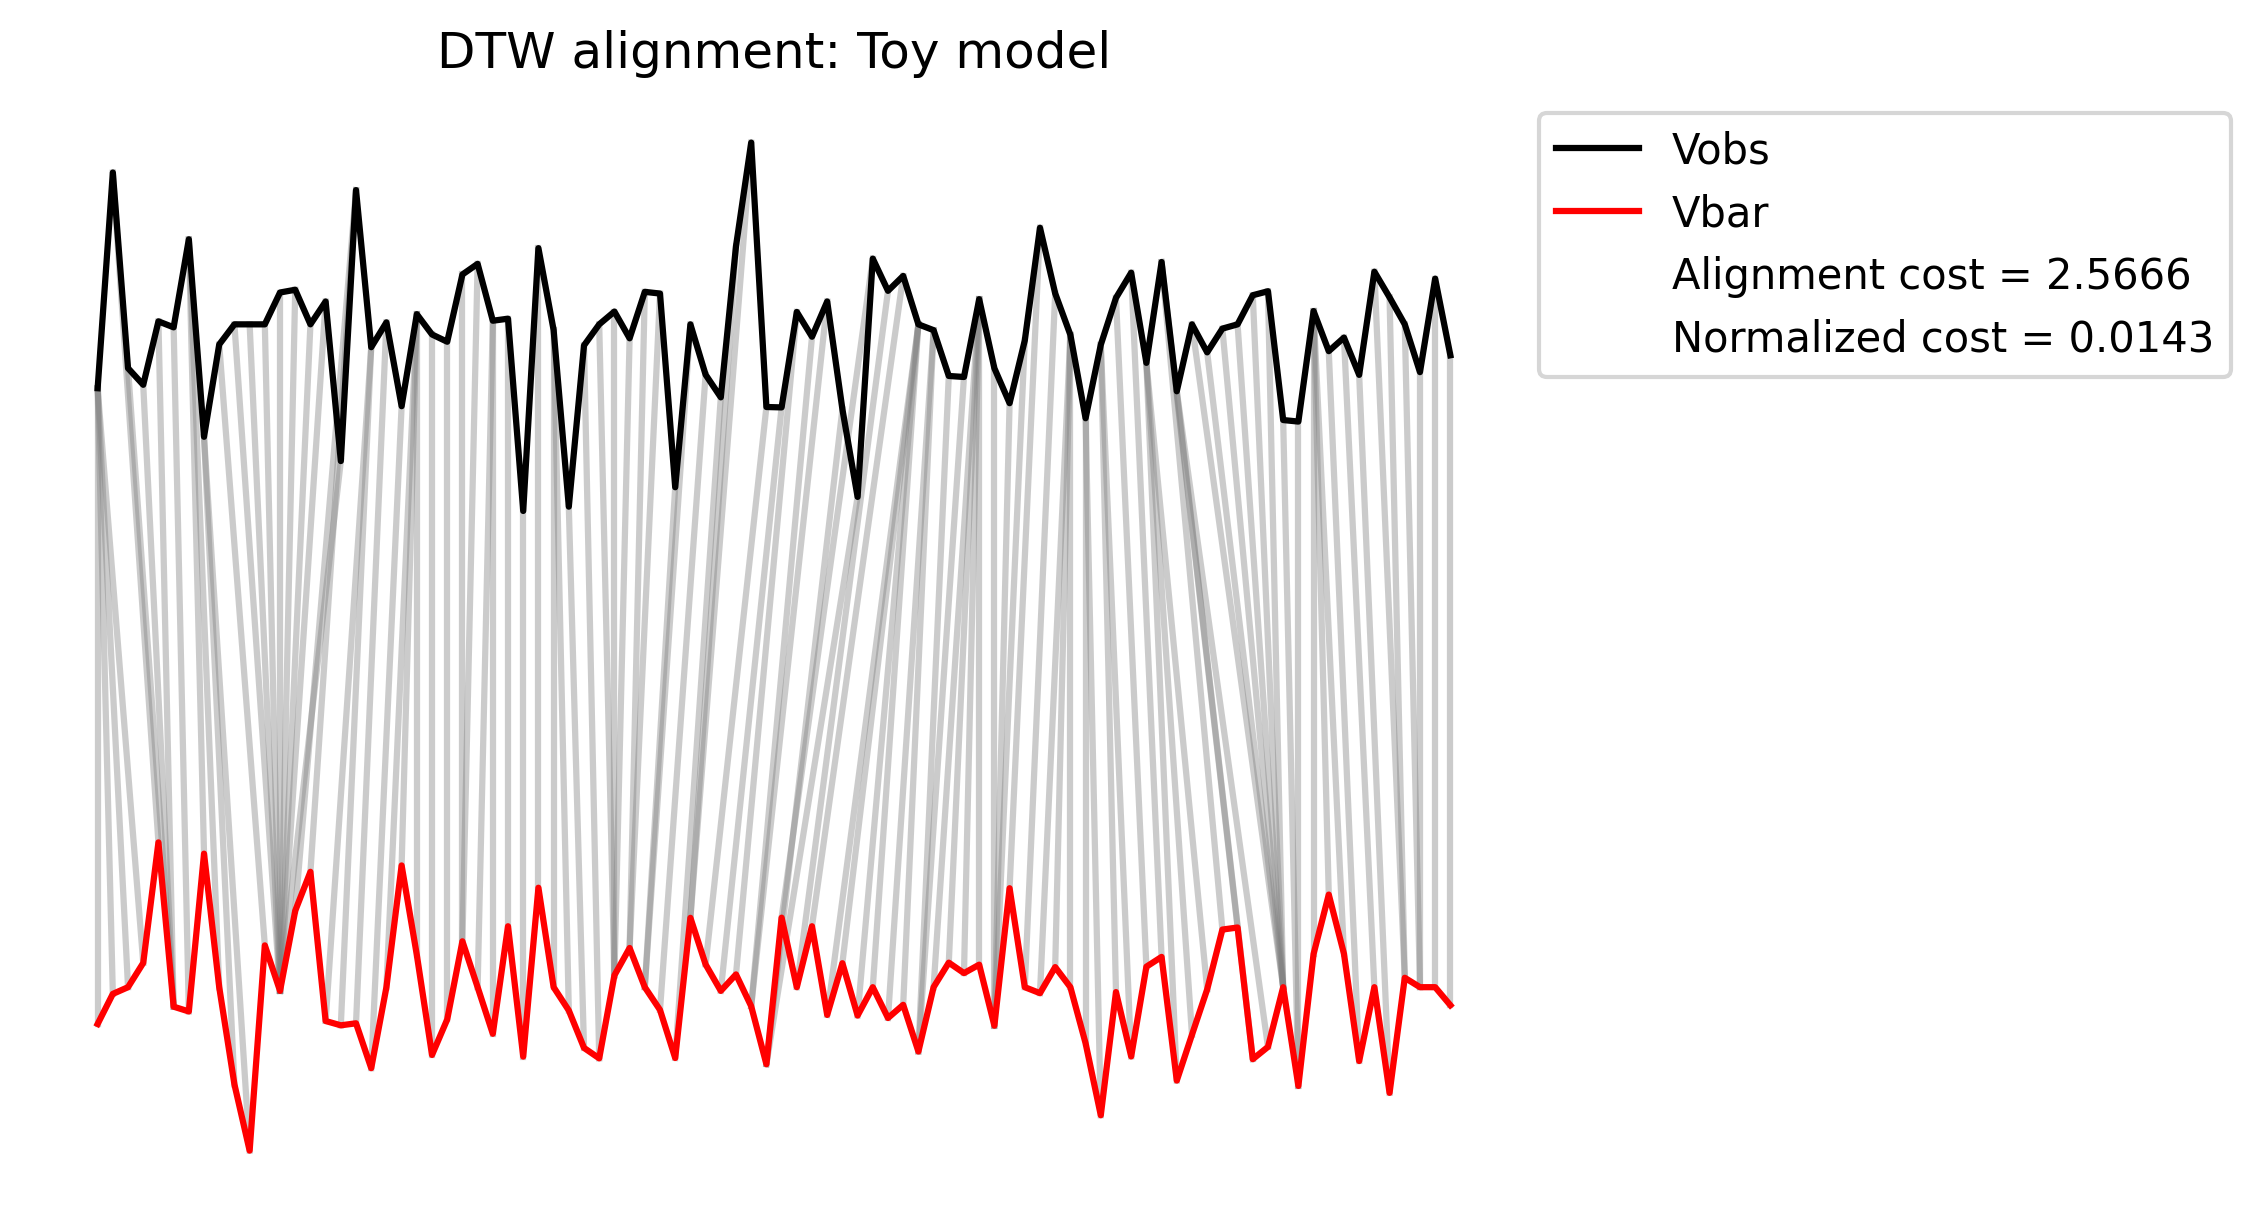 DTW alignment: Toy model
Vobs
Vbar
Alignment cost = 2.5666
Normalized cost = 0.0143